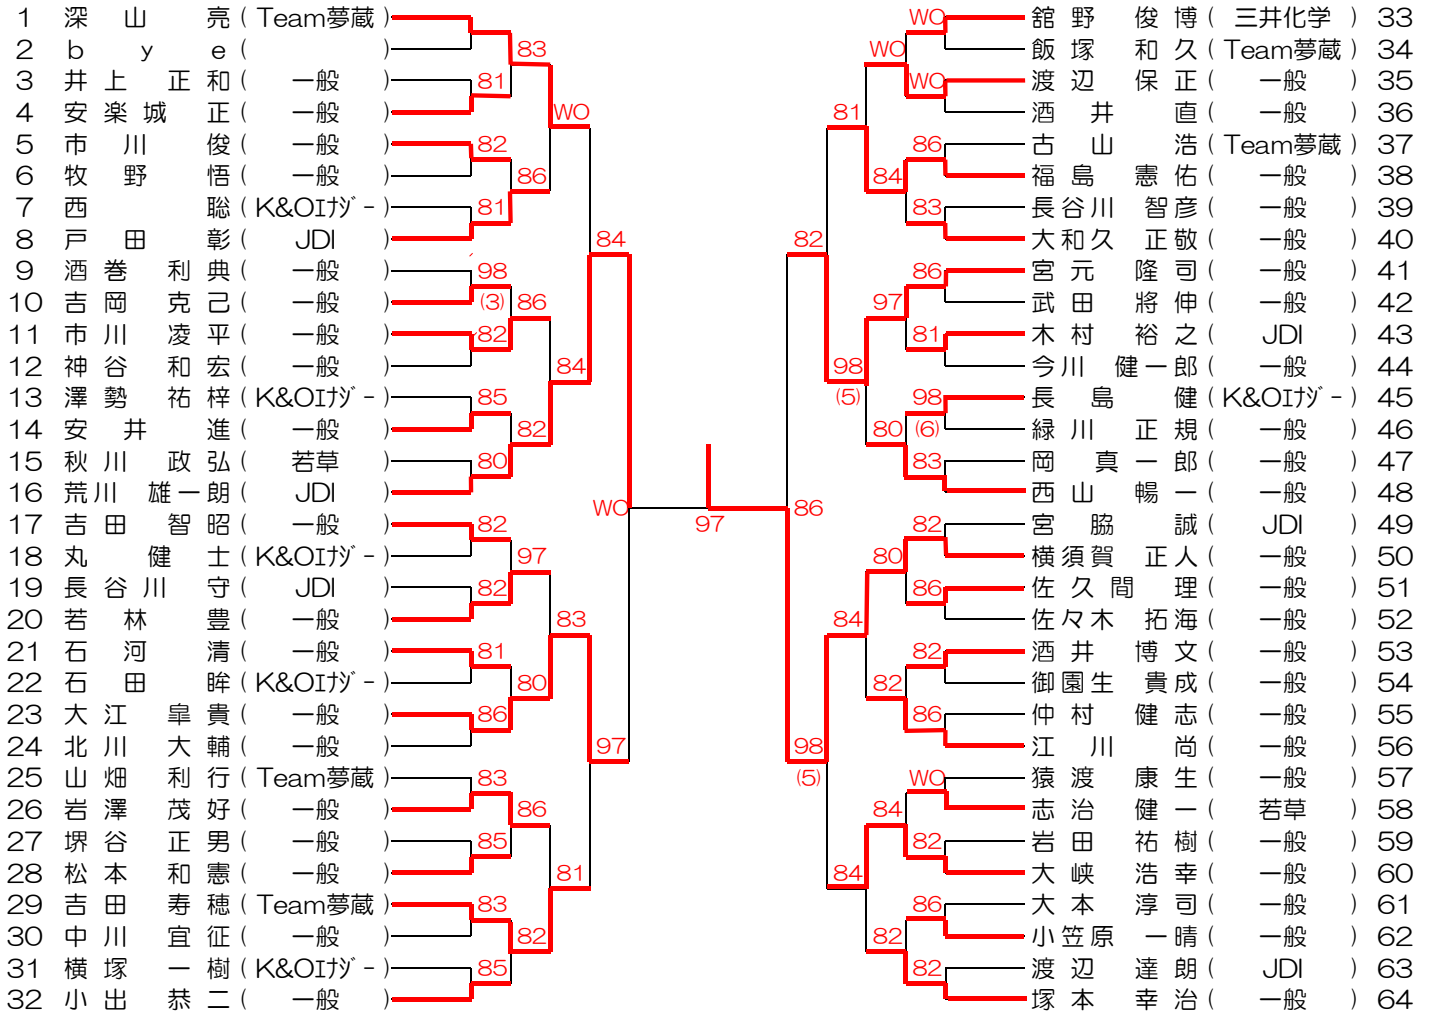 1 深山 亮 ( Team夢蔵 ) WO 舘野 俊博 ( 三井化学 ) 33
2 bye ( ) 83 WO 飯塚 和久 ( Team夢蔵 ) 34
3 井上 正和 ( 一般 ) 81 WO 渡辺 保正 ( 一般 ) 35
4 安楽城 正 ( 一般 ) WO 81 酒井 直 ( 一般 ) 36
5 市川 俊 ( 一般 ) 82 86 古山 浩 ( Team夢蔵 ) 37
6 牧野 悟 ( 一般 ) 86 84 福島 憲佑 ( 一般 ) 38
7 西 聡 ( K&Oエナジー ) 81 83 長谷川 智彦 ( 一般 ) 39
8 戸田 彰 ( JDI ) 84 82 大和久 正敬 ( 一般 ) 40
9 酒巻 利典 ( 一般 ) 98 86 宮元 隆司 ( 一般 ) 41
10 吉岡 克己 ( 一般 ) (3) 86 97 武田 將伸 ( 一般 ) 42
11 市川 凌平 ( 一般 ) 82 81 木村 裕之 ( JDI ) 43
12 神谷 和宏 ( 一般 ) 84 98 今川 健一郎 ( 一般 ) 44
13 澤勢 祐梓 ( K&Oエナジー ) 85 (5) 98 長島 健 ( K&Oエナジー ) 45
14 安井 進 ( 一般 ) 82 80 (6) 緑川 正規 ( 一般 ) 46
15 秋川 政弘 ( 若草 ) 80 83 岡 真一郎 ( 一般 ) 47
16 荒川 雄一朗 ( JDI ) WO 86 西山 暢一 ( 一般 ) 48
17 吉田 智昭 ( 一般 ) 82 97 82 宮脇 誠 ( JDI ) 49
18 丸 健士 ( K&Oエナジー ) 97 80 横須賀 正人 ( 一般 ) 50
19 長谷川 守 ( JDI ) 82 86 佐久間 理 ( 一般 ) 51
20 若林 豊 ( 一般 ) 83 84 佐々木 拓海 ( 一般 ) 52
21 石河 清 ( 一般 ) 81 82 酒井 博文 ( 一般 ) 53
22 石田 眸 ( K&Oエナジー ) 80 82 御園生 貴成 ( 一般 ) 54
23 大江 皐貴 ( 一般 ) 86 86 仲村 健志 ( 一般 ) 55
24 北川 大輔 ( 一般 ) 97 98 江川 尚 ( 一般 ) 56
25 山畑 利行 ( Team夢蔵 ) 83 (5) WO 猿渡 康生 ( 一般 ) 57
26 岩澤 茂好 ( 一般 ) 86 84 志治 健一 ( 若草 ) 58
27 堺谷 正男 ( 一般 ) 85 82 岩田 祐樹 ( 一般 ) 59
28 松本 和憲 ( 一般 ) 81 84 大峡 浩幸 ( 一般 ) 60
29 吉田 寿穂 ( Team夢蔵 ) 83 86 大本 淳司 ( 一般 ) 61
30 中川 宜征 ( 一般 ) 82 82 小笠原 一晴 ( 一般 ) 62
31 横塚 一樹 ( K&Oエナジー ) 85 82 渡辺 達朗 ( JDI ) 63
32 小出 恭二 ( 一般 ) 塚本 幸治 ( 一般 ) 64